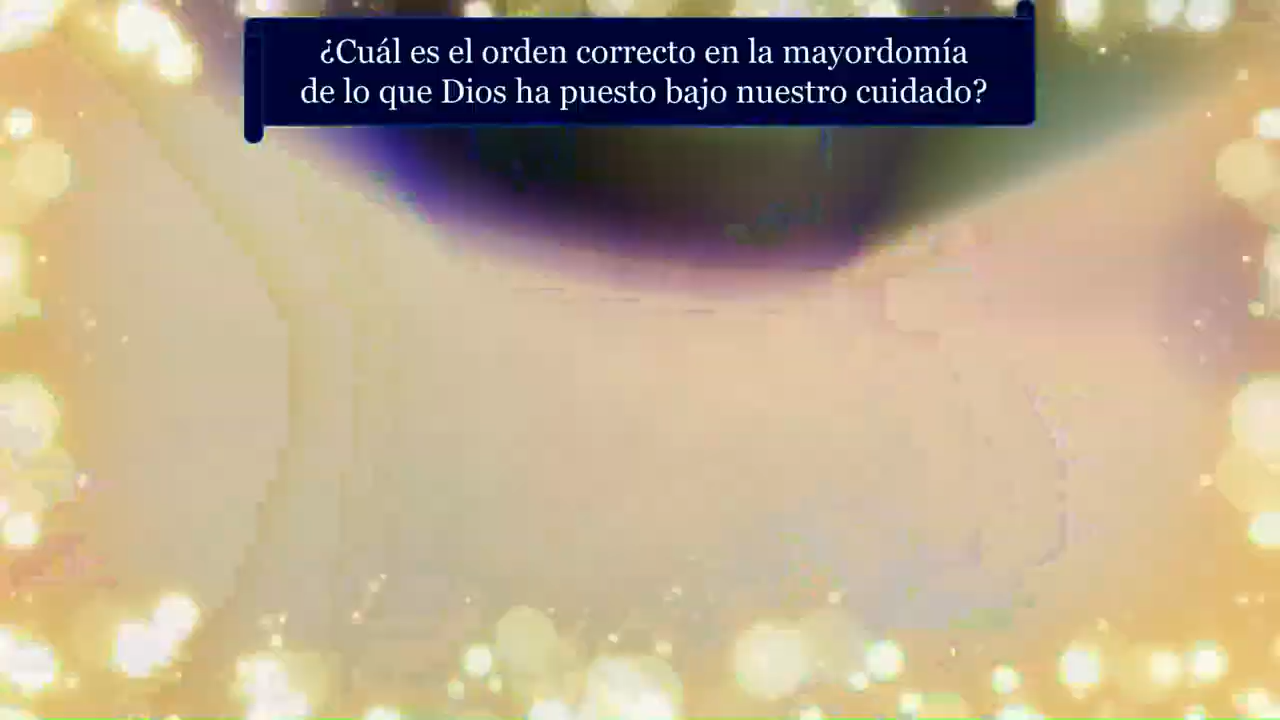 ¿Cuál es el orden correcto en la mayordomía
de lo que Dios ha puesto bajo nuestro cuidado?